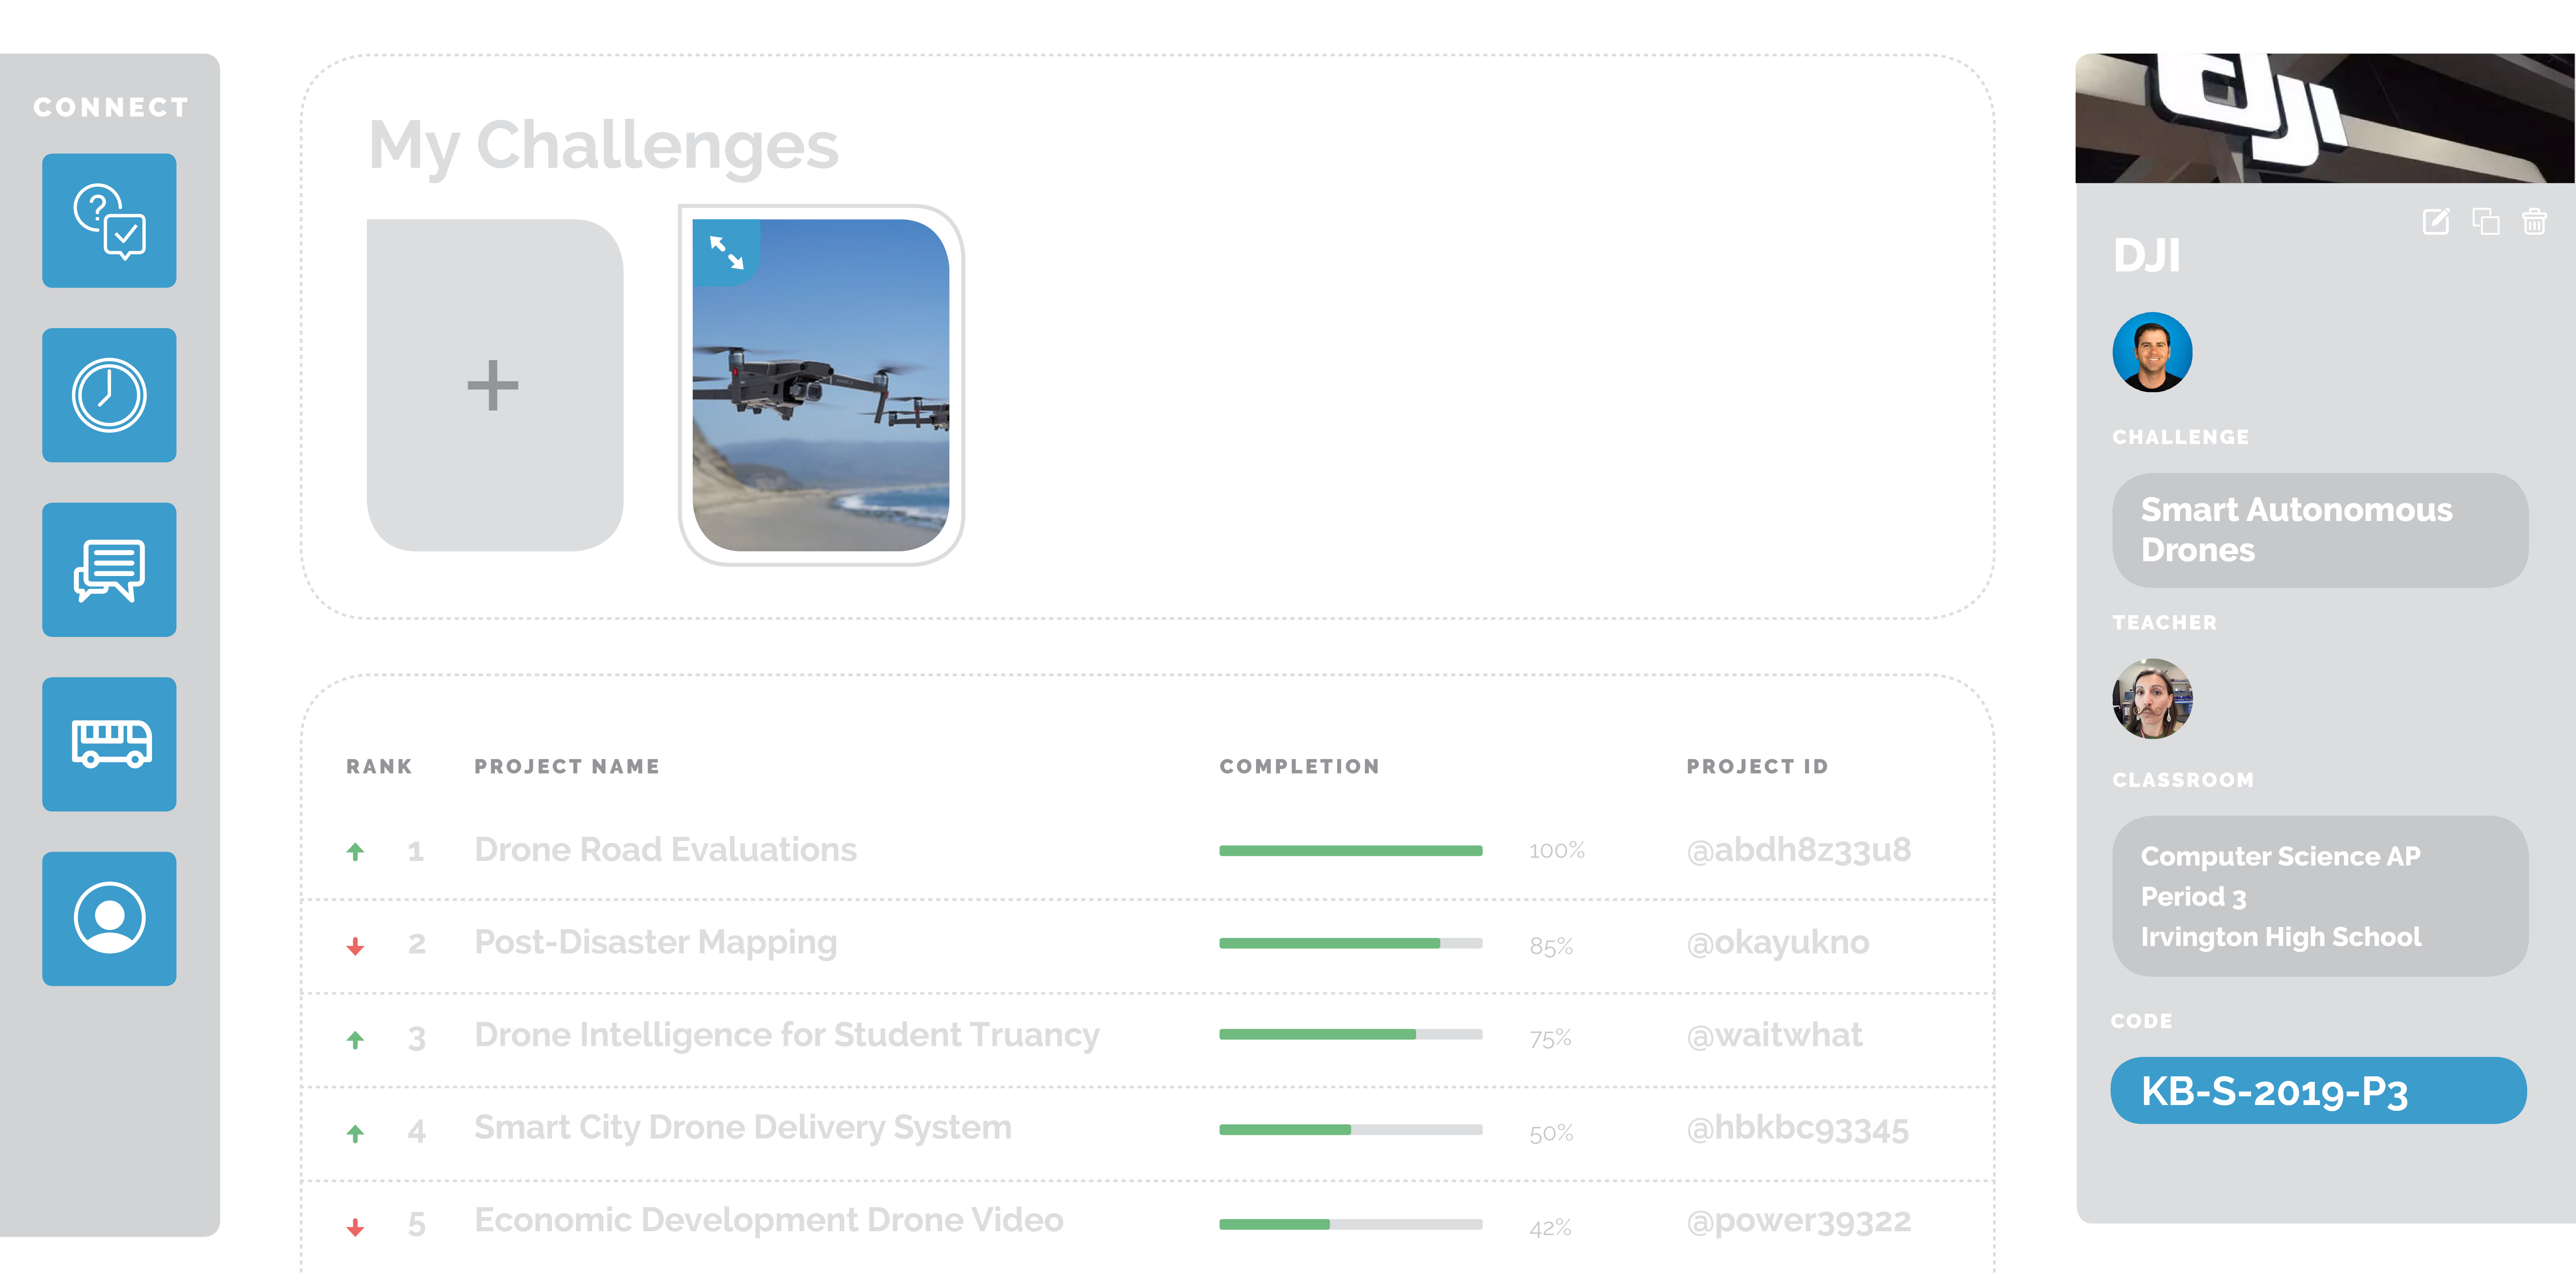 CONNECT
My Challenges
RANK PROJECT NAME COMPLETION PROJECT ID
1 Drone Road Evaluations 100% @abdh8z33u8
2 Post-Disaster Mapping 85% @okayukno
3 Drone Intelligence for Student Truancy 75% @waitwhat
4 Smart City Drone Delivery System 50% @hbkbc93345
5 Economic Development Drone Video 42% @power39322
dji
DJI
CHALLENGE
Smart Autonomous
Drones
TEACHER
CLASSROOM
Computer Science AP
Period 3
Irvington High School
CODE
KB-S-2019-P3